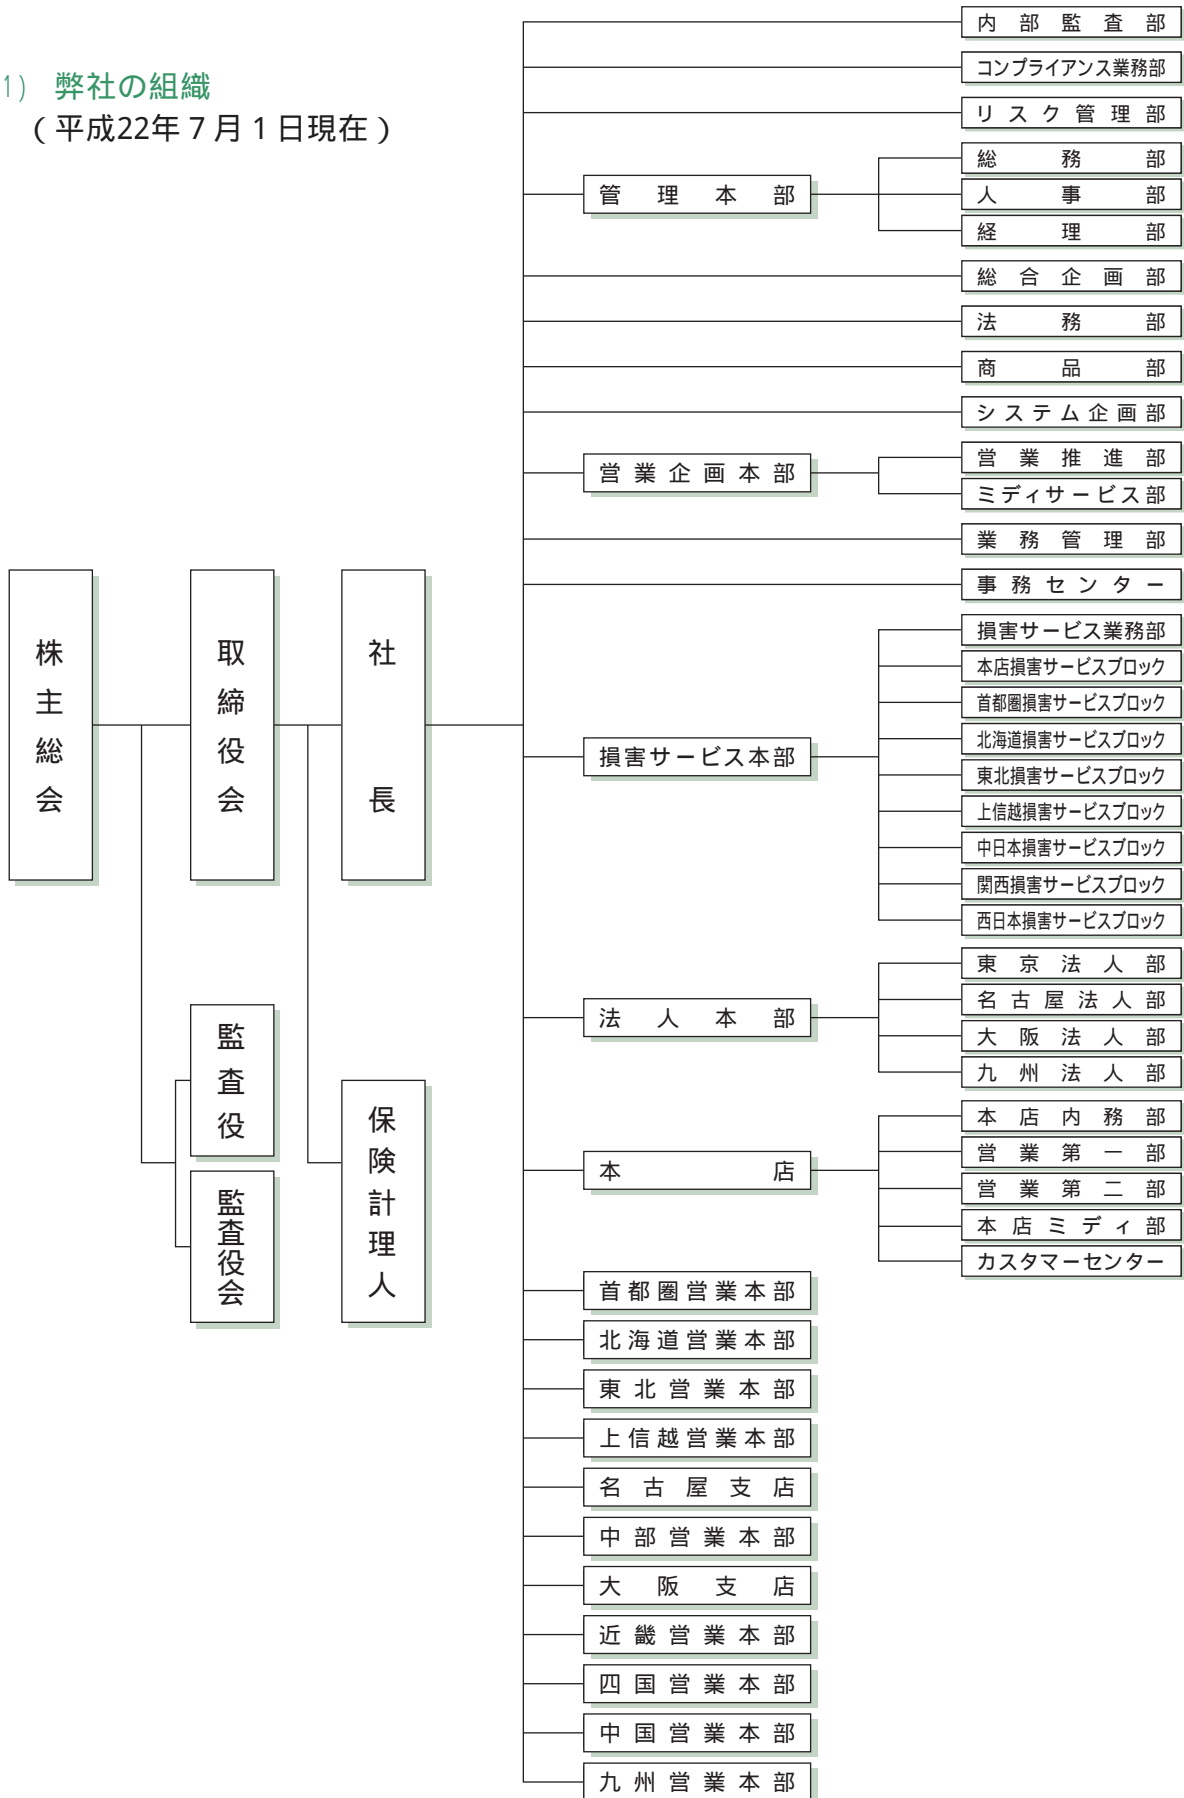 1) 弊社の組織
（平成22年７月１日現在）
株主総会
取締役会
社長
監査役
監査役会
保険計理人
内部監査部
コンプライアンス業務部
リスク管理部
管理本部
総務部
人事部
経理部
総合企画部
法務部
商品部
システム企画部
営業企画本部
営業推進部
ミディサービス部
業務管理部
事務センター
損害サービス本部
損害サービス業務部
本店損害サービスブロック
首都圏損害サービスブロック
北海道損害サービスブロック
東北損害サービスブロック
上信越損害サービスブロック
中日本損害サービスブロック
関西損害サービスブロック
西日本損害サービスブロック
法人本部
東京法人部
名古屋法人部
大阪法人部
九州法人部
本店
本店内務部
営業第一部
営業第二部
本店ミディ部
カスタマーセンター
首都圏営業本部
北海道営業本部
東北営業本部
上信越営業本部
名古屋支店
中部営業本部
大阪支店
近畿営業本部
四国営業本部
中国営業本部
九州営業本部